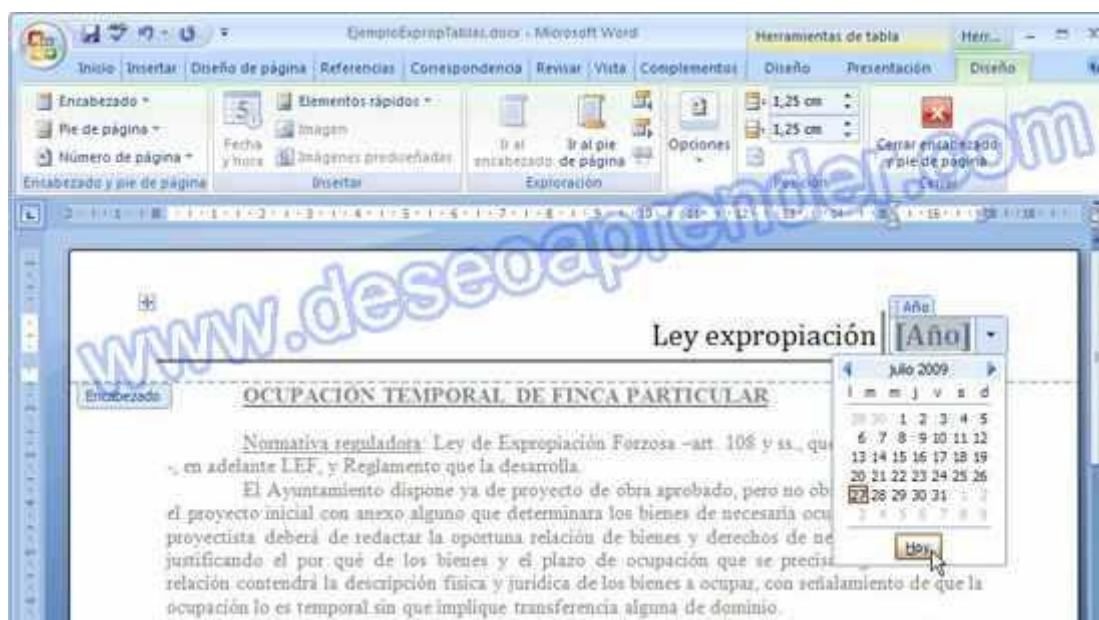 EjemploExpropTablas.docx - Microsoft Word
Herramientas de tabla
Herr...
Inicio Insertar Diseño de página Referencias Correspondencia Revisar Vista Complementos Diseño Presentación Diseño
Encabezado
Pie de página
Número de página
Encabezado y pie de página
5
Fecha y hora
Elementos rápidos
Imagen
Imágenes prediseñadas
Insertar
Ir al encabezado
Ir al pie de página
Exploración
Opciones
1,25 cm
1,25 cm
Posición
Cerrar encabezado
y pie de página
Cerrar
www.deseoaprender.com
Año
Ley expropiación [Año]
julio 2009
l m m j v s d
29 30 1 2 3 4 5
6 7 8 9 10 11 12
13 14 15 16 17 18 19
20 21 22 23 24 25 26
27 28 29 30 31 1 2
3 4 5 6 7 8 9
Hoy
Encabezado
OCUPACIÓN TEMPORAL DE FINCA PARTICULAR
Normativa reguladora: Ley de Expropiación Forzosa –art. 108 y ss., que
-, en adelante LEF, y Reglamento que la desarrolla.
El Ayuntamiento dispone ya de proyecto de obra aprobado, pero no ob
el proyecto inicial con anexo alguno que determinara los bienes de necesaria ocu
proyectista deberá de redactar la oportuna relación de bienes y derechos de ne
justificando el por qué de los bienes y el plazo de ocupación que se precisa
relación contendrá la descripción física y jurídica de los bienes a ocupar, con señalamiento de que la
ocupación lo es temporal sin que implique transferencia alguna de dominio.